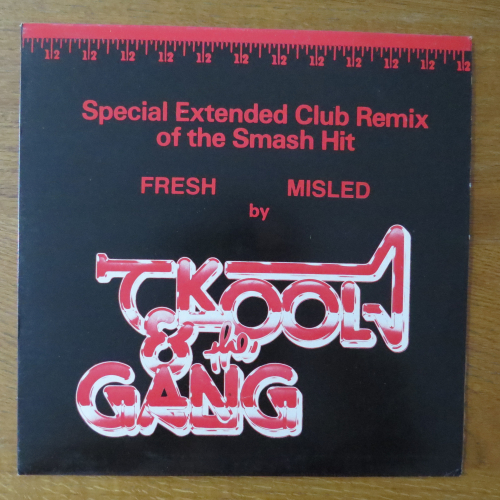 1|2 1|2 1|2 1|2 1|2 1|2 1|2 1|2 1|2 1|2 1|2 1|2
Special Extended Club Remix
of the Smash Hit
FRESH MISLED
by
KOOL
& the
GANG